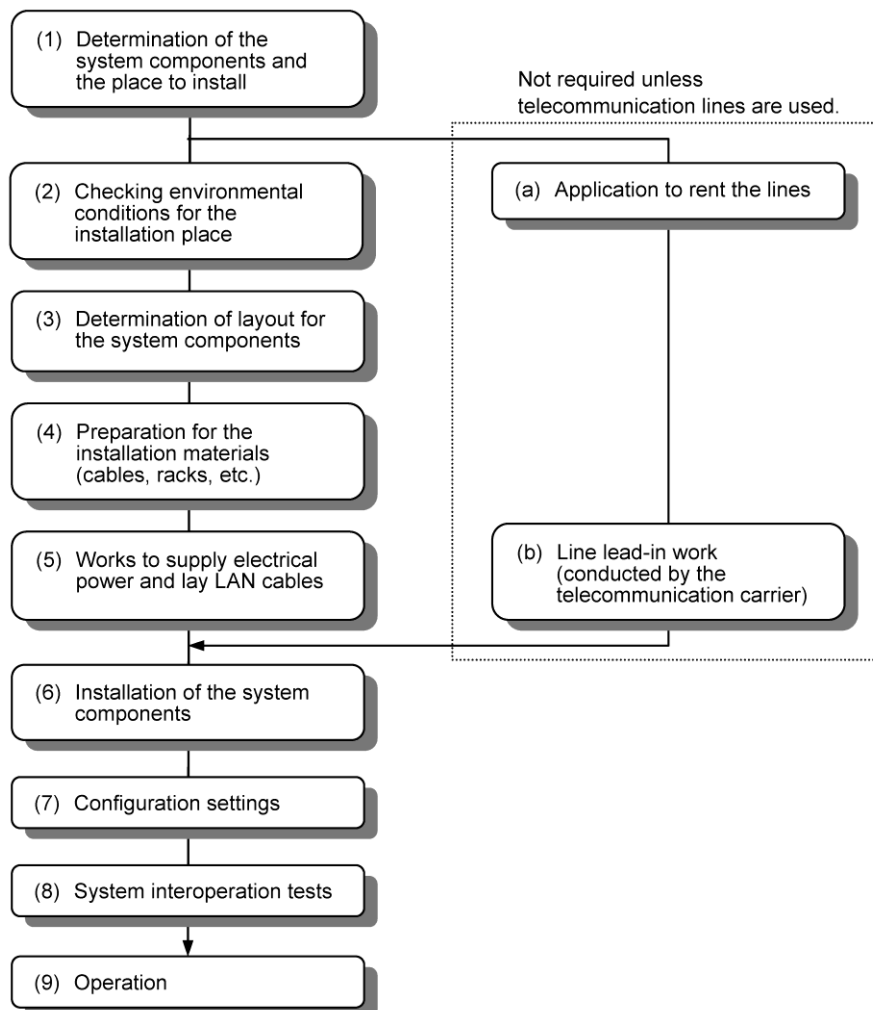 (1) Determination of the
system components and
the place to install
Not required unless
telecommunication lines are used.
(2) Checking environmental
conditions for the
installation place
(a) Application to rent the lines
(3) Determination of layout for
the system components
(4) Preparation for the
installation materials
(cables, racks, etc.)
(5) Works to supply electrical
power and lay LAN cables
(b) Line lead-in work
(conducted by the
telecommunication carrier)
(6) Installation of the system
components
(7) Configuration settings
(8) System interoperation tests
(9) Operation